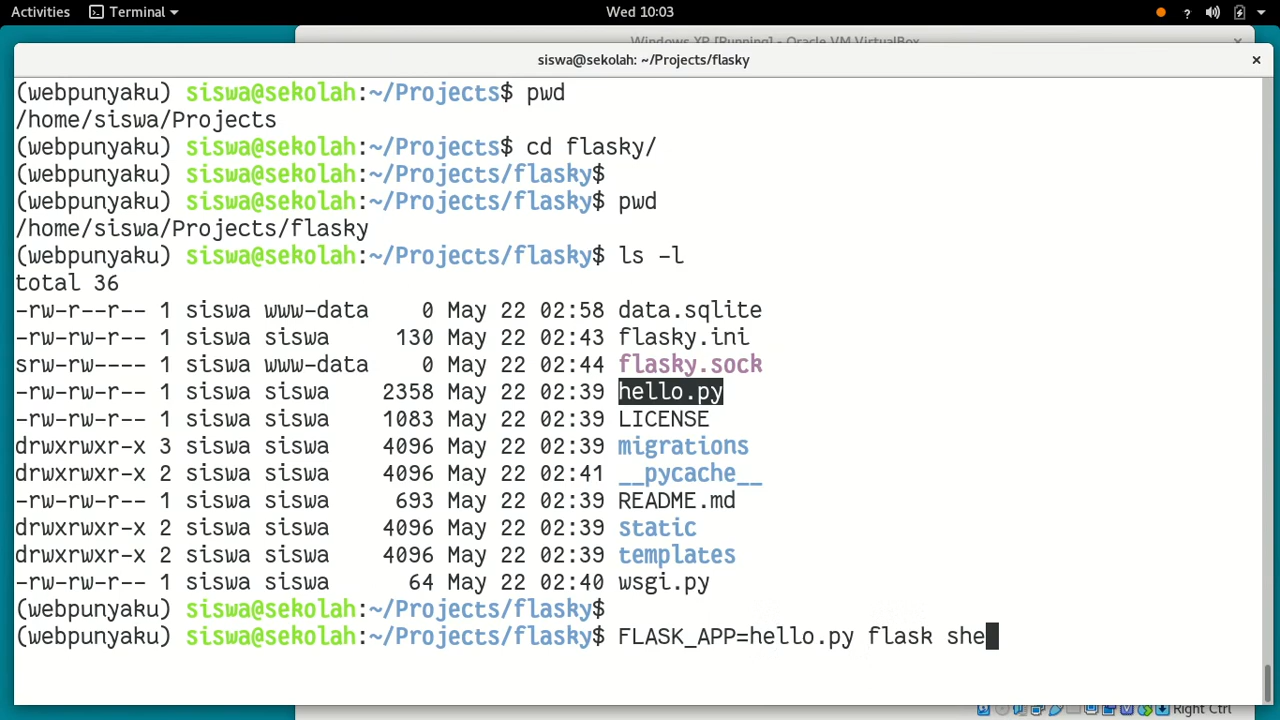 Activities Terminal Wed 10:03 ?
Windows XP [Running] - Oracle VM VirtualBox
siswa@sekolah: ~/Projects/flasky
(webpunyaku) siswa@sekolah:~/Projects$ pwd
/home/siswa/Projects
(webpunyaku) siswa@sekolah:~/Projects$ cd flasky/
(webpunyaku) siswa@sekolah:~/Projects/flasky$
(webpunyaku) siswa@sekolah:~/Projects/flasky$ pwd
/home/siswa/Projects/flasky
(webpunyaku) siswa@sekolah:~/Projects/flasky$ ls -l
total 36
-rw-r--r-- 1 siswa www-data 0 May 22 02:58 data.sqlite
-rw-rw-r-- 1 siswa siswa 130 May 22 02:43 flasky.ini
srw-rw---- 1 siswa www-data 0 May 22 02:44 flasky.sock
-rw-rw-r-- 1 siswa siswa 2358 May 22 02:39 hello.py
-rw-rw-r-- 1 siswa siswa 1083 May 22 02:39 LICENSE
drwxrwxr-x 3 siswa siswa 4096 May 22 02:39 migrations
drwxrwxr-x 2 siswa siswa 4096 May 22 02:41 __pycache__
-rw-rw-r-- 1 siswa siswa 693 May 22 02:39 README.md
drwxrwxr-x 2 siswa siswa 4096 May 22 02:39 static
drwxrwxr-x 2 siswa siswa 4096 May 22 02:39 templates
-rw-rw-r-- 1 siswa siswa 64 May 22 02:40 wsgi.py
(webpunyaku) siswa@sekolah:~/Projects/flasky$
(webpunyaku) siswa@sekolah:~/Projects/flasky$ FLASK_APP=hello.py flask she
Right Ctrl